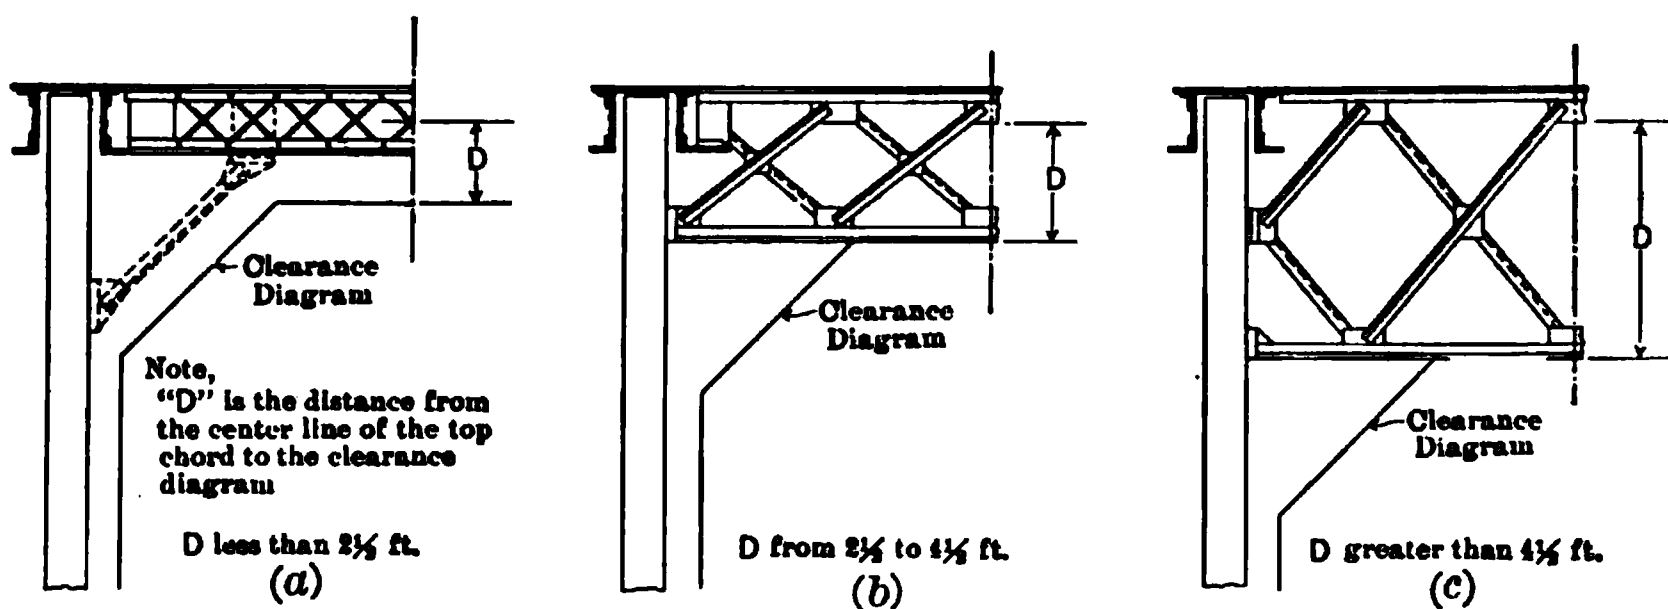 D
Clearance
Diagram
Note,
“D” is the distance from
the center line of the top
chord to the clearance
diagram
D less than 2½ ft.
(a)
D
Clearance
Diagram
D from 2½ to 4½ ft.
(b)
D
Clearance
Diagram
D greater than 4½ ft.
(c)